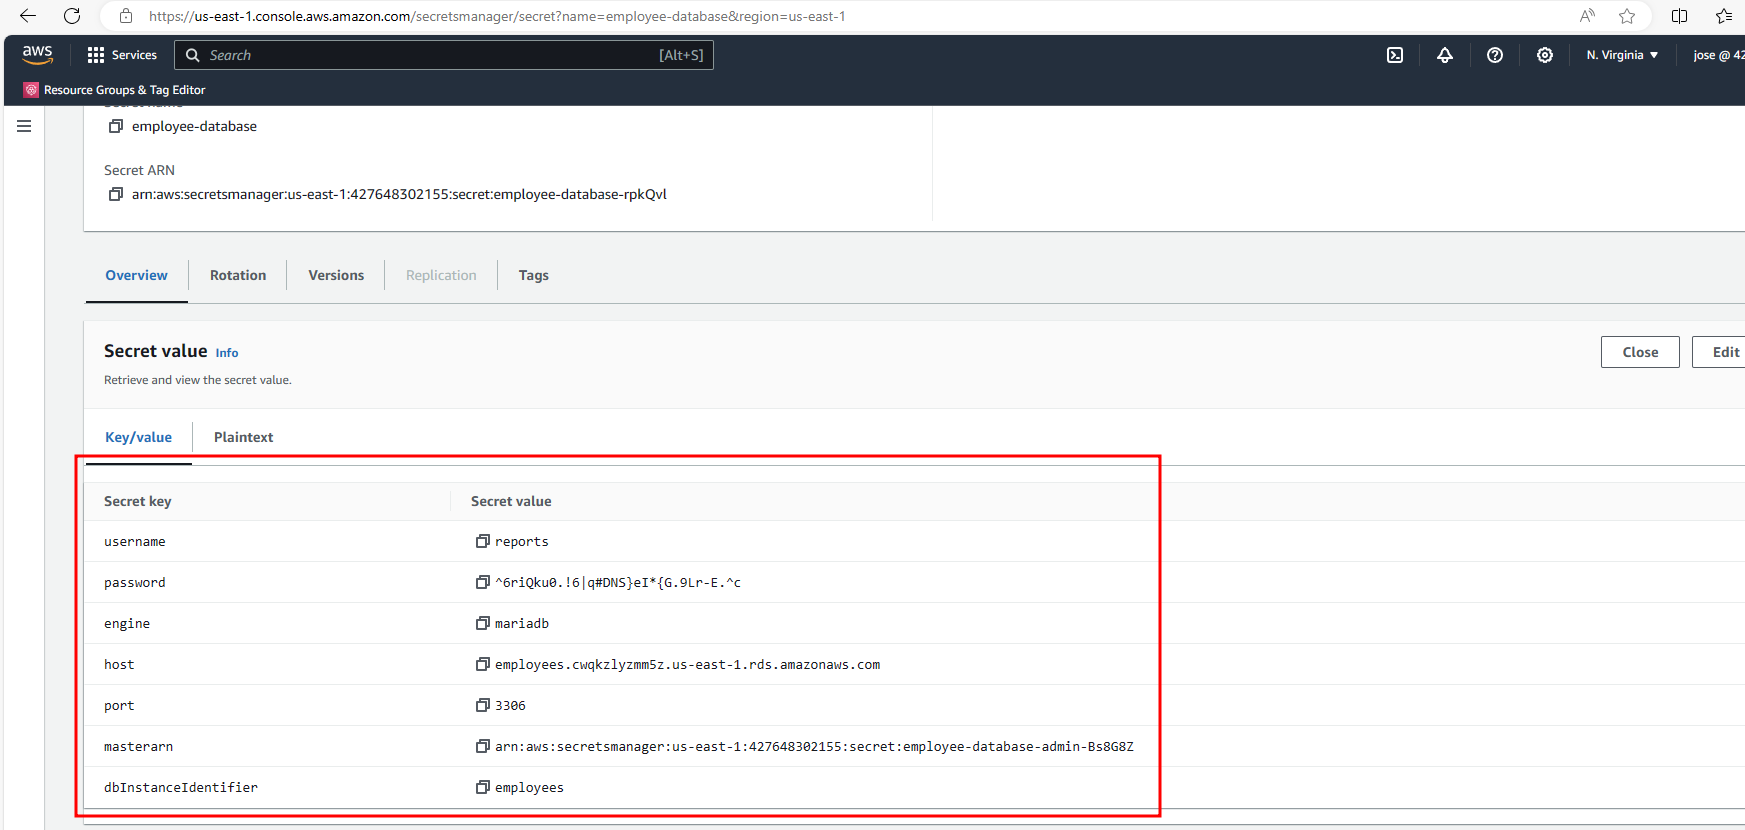 https://us-east-1.console.aws.amazon.com/secretsmanager/secret?name=employee-database&region=us-east-1
aws Services Search [Alt+S] N. Virginia jose @ 42
Resource Groups & Tag Editor
Secret name
employee-database
Secret ARN
arn:aws:secretsmanager:us-east-1:427648302155:secret:employee-database-rpkQvl
Overview Rotation Versions Replication Tags
Secret value Info Close Edit
Retrieve and view the secret value.
Key/value Plaintext
Secret key Secret value
username reports
password ^6riQku0.!6|q#DNS}eI*{G.9Lr-E.^c
engine mariadb
host employees.cwqkzlyzmm5z.us-east-1.rds.amazonaws.com
port 3306
masterarn arn:aws:secretsmanager:us-east-1:427648302155:secret:employee-database-admin-Bs8G8Z
dbInstanceIdentifier employees